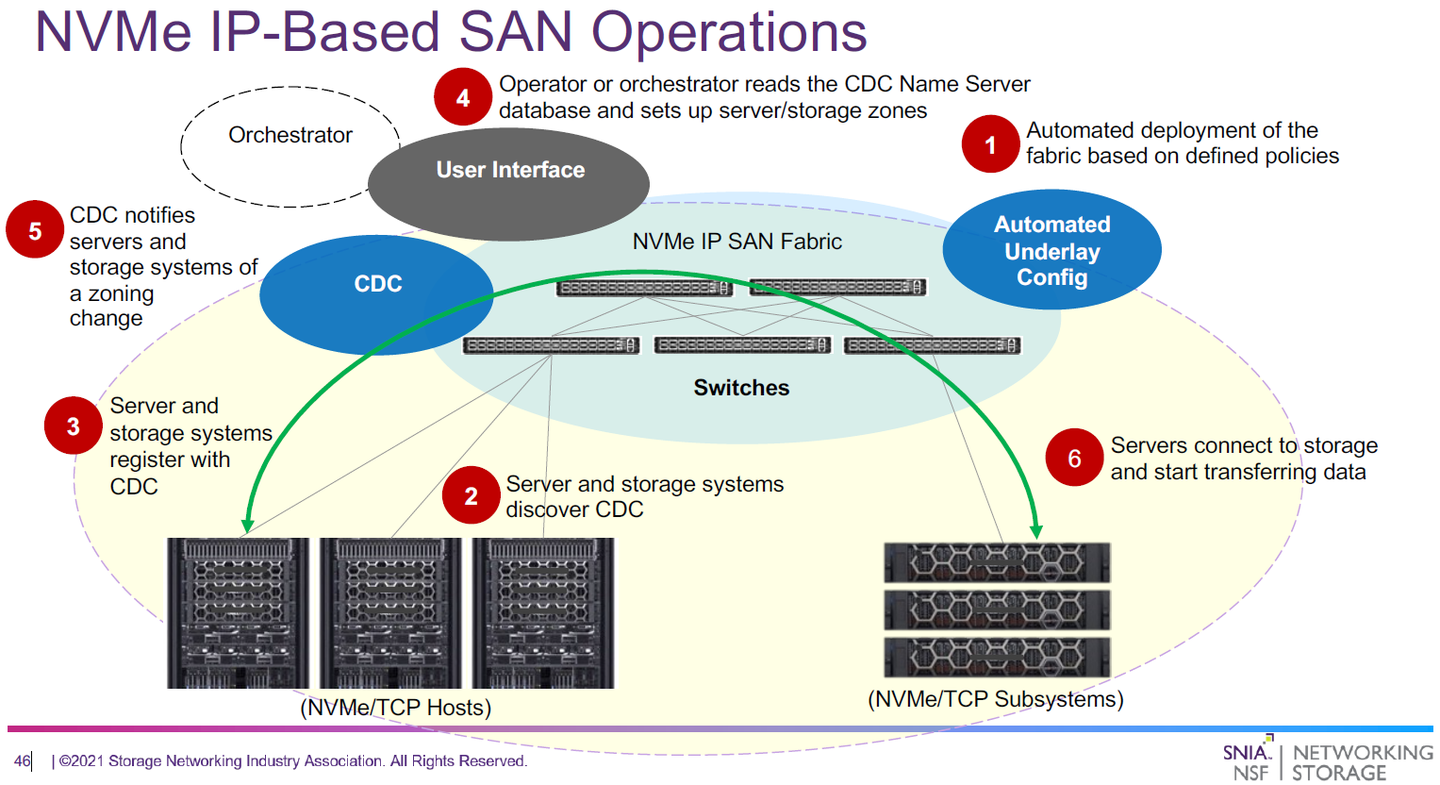 NVMe IP-Based SAN Operations
4
Operator or orchestrator reads the CDC Name Server
database and sets up server/storage zones
Orchestrator
User Interface
1
Automated deployment of the
fabric based on defined policies
5
CDC notifies
servers and
storage systems of
a zoning
change
CDC
NVMe IP SAN Fabric
Automated
Underlay
Config
Switches
3
Server and
storage systems
register with
CDC
2
Server and storage systems
discover CDC
6
Servers connect to storage
and start transferring data
(NVMe/TCP Hosts)
(NVMe/TCP Subsystems)
46 | ©2021 Storage Networking Industry Association. All Rights Reserved.
SNIA™ | NETWORKING
NSF | STORAGE